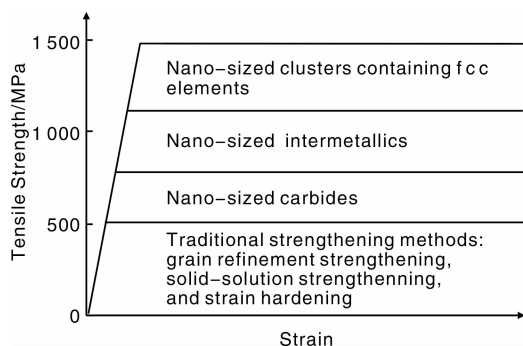 Tensile Strength/MPa
1 500
1 000
500
0
Nano-sized clusters containing f c c
elements
Nano-sized intermetallics
Nano-sized carbides
Traditional strengthening methods:
grain refinement strengthening,
solid-solution strengthenning,
and strain hardening
Strain